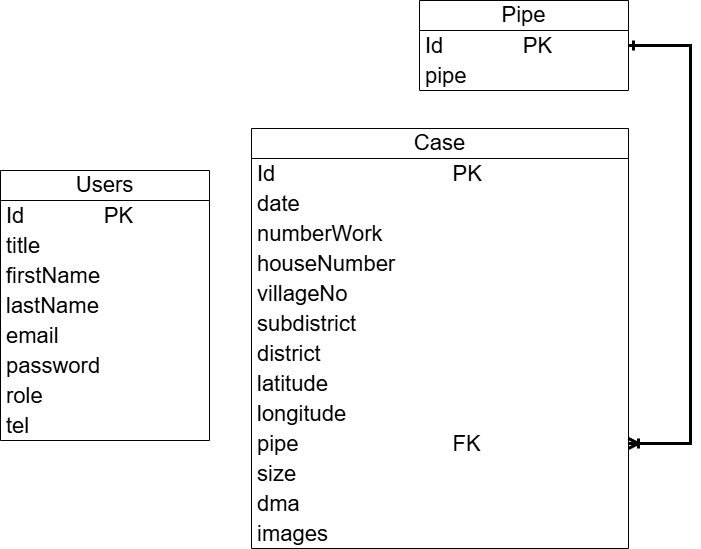 Pipe
Id PK
pipe
Case
Id PK
date
numberWork
houseNumber
villageNo
subdistrict
district
latitude
longitude
pipe FK
size
dma
images
Users
Id PK
title
firstName
lastName
email
password
role
tel